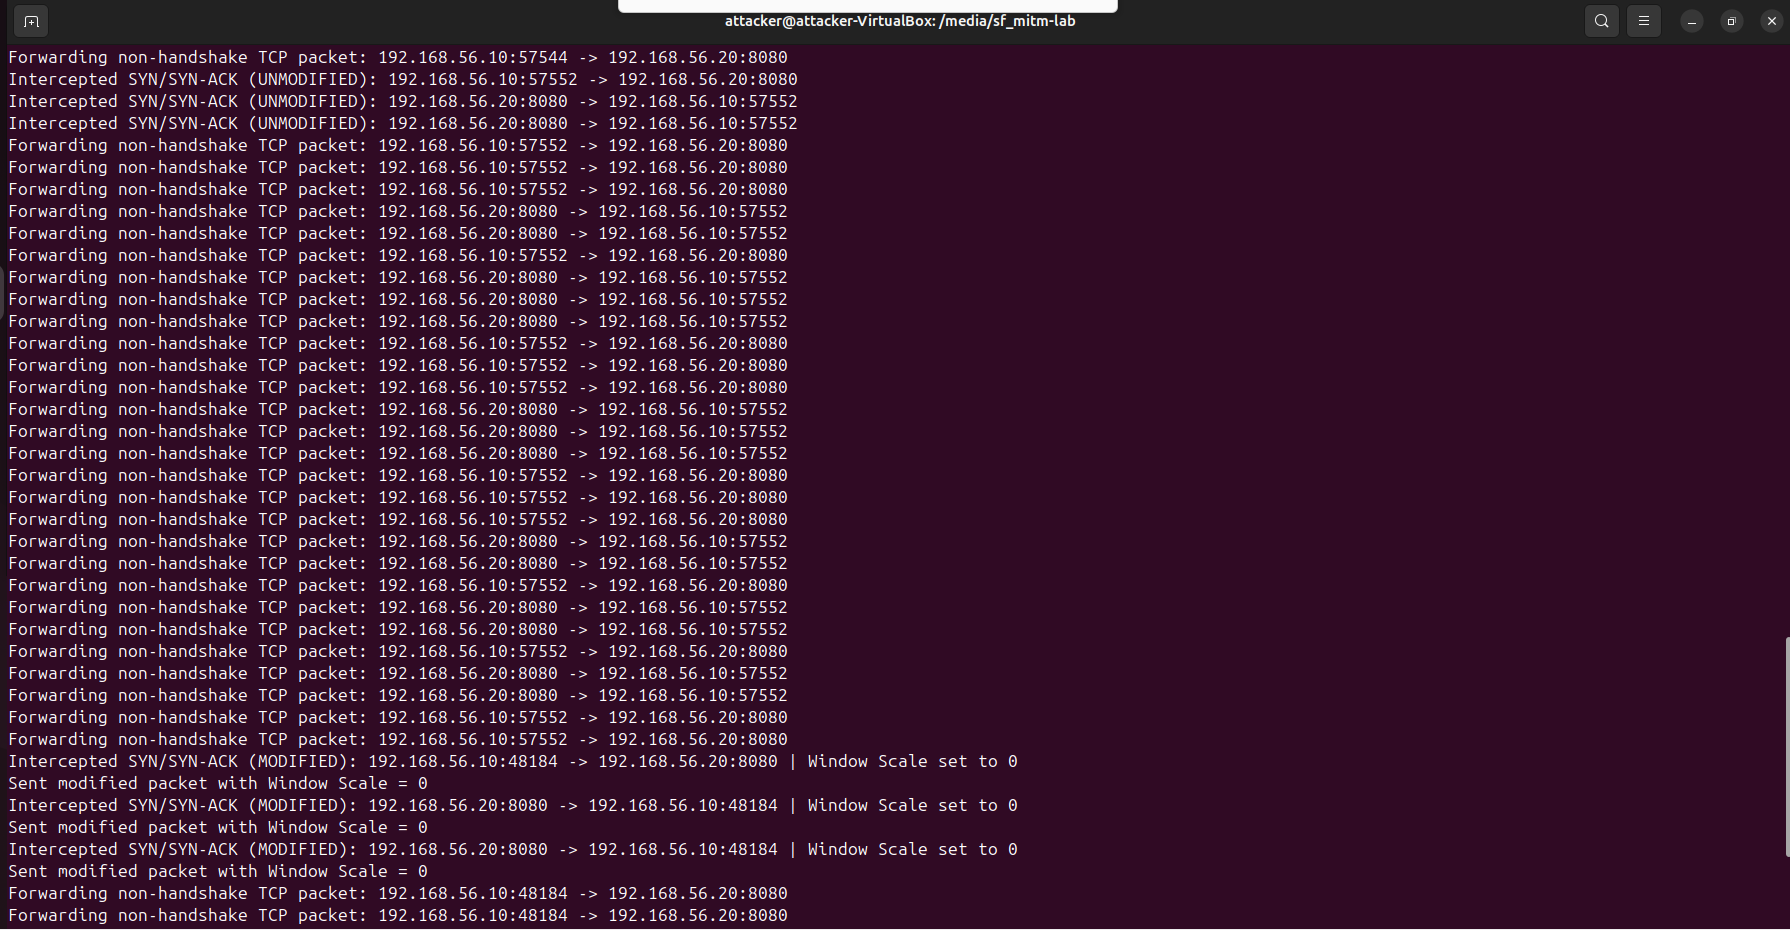 attacker@attacker-VirtualBox: /media/sf_mitm-lab
Forwarding non-handshake TCP packet: 192.168.56.10:57544 -> 192.168.56.20:8080
Intercepted SYN/SYN-ACK (UNMODIFIED): 192.168.56.10:57552 -> 192.168.56.20:8080
Intercepted SYN/SYN-ACK (UNMODIFIED): 192.168.56.20:8080 -> 192.168.56.10:57552
Intercepted SYN/SYN-ACK (UNMODIFIED): 192.168.56.20:8080 -> 192.168.56.10:57552
Forwarding non-handshake TCP packet: 192.168.56.10:57552 -> 192.168.56.20:8080
Forwarding non-handshake TCP packet: 192.168.56.10:57552 -> 192.168.56.20:8080
Forwarding non-handshake TCP packet: 192.168.56.10:57552 -> 192.168.56.20:8080
Forwarding non-handshake TCP packet: 192.168.56.20:8080 -> 192.168.56.10:57552
Forwarding non-handshake TCP packet: 192.168.56.20:8080 -> 192.168.56.10:57552
Forwarding non-handshake TCP packet: 192.168.56.10:57552 -> 192.168.56.20:8080
Forwarding non-handshake TCP packet: 192.168.56.20:8080 -> 192.168.56.10:57552
Forwarding non-handshake TCP packet: 192.168.56.20:8080 -> 192.168.56.10:57552
Forwarding non-handshake TCP packet: 192.168.56.20:8080 -> 192.168.56.10:57552
Forwarding non-handshake TCP packet: 192.168.56.10:57552 -> 192.168.56.20:8080
Forwarding non-handshake TCP packet: 192.168.56.10:57552 -> 192.168.56.20:8080
Forwarding non-handshake TCP packet: 192.168.56.10:57552 -> 192.168.56.20:8080
Forwarding non-handshake TCP packet: 192.168.56.20:8080 -> 192.168.56.10:57552
Forwarding non-handshake TCP packet: 192.168.56.20:8080 -> 192.168.56.10:57552
Forwarding non-handshake TCP packet: 192.168.56.20:8080 -> 192.168.56.10:57552
Forwarding non-handshake TCP packet: 192.168.56.10:57552 -> 192.168.56.20:8080
Forwarding non-handshake TCP packet: 192.168.56.10:57552 -> 192.168.56.20:8080
Forwarding non-handshake TCP packet: 192.168.56.10:57552 -> 192.168.56.20:8080
Forwarding non-handshake TCP packet: 192.168.56.20:8080 -> 192.168.56.10:57552
Forwarding non-handshake TCP packet: 192.168.56.20:8080 -> 192.168.56.10:57552
Forwarding non-handshake TCP packet: 192.168.56.10:57552 -> 192.168.56.20:8080
Forwarding non-handshake TCP packet: 192.168.56.20:8080 -> 192.168.56.10:57552
Forwarding non-handshake TCP packet: 192.168.56.20:8080 -> 192.168.56.10:57552
Forwarding non-handshake TCP packet: 192.168.56.10:57552 -> 192.168.56.20:8080
Forwarding non-handshake TCP packet: 192.168.56.20:8080 -> 192.168.56.10:57552
Forwarding non-handshake TCP packet: 192.168.56.20:8080 -> 192.168.56.10:57552
Forwarding non-handshake TCP packet: 192.168.56.10:57552 -> 192.168.56.20:8080
Forwarding non-handshake TCP packet: 192.168.56.10:57552 -> 192.168.56.20:8080
Intercepted SYN/SYN-ACK (MODIFIED): 192.168.56.10:48184 -> 192.168.56.20:8080 | Window Scale set to 0
Sent modified packet with Window Scale = 0
Intercepted SYN/SYN-ACK (MODIFIED): 192.168.56.20:8080 -> 192.168.56.10:48184 | Window Scale set to 0
Sent modified packet with Window Scale = 0
Intercepted SYN/SYN-ACK (MODIFIED): 192.168.56.20:8080 -> 192.168.56.10:48184 | Window Scale set to 0
Sent modified packet with Window Scale = 0
Forwarding non-handshake TCP packet: 192.168.56.10:48184 -> 192.168.56.20:8080
Forwarding non-handshake TCP packet: 192.168.56.10:48184 -> 192.168.56.20:8080